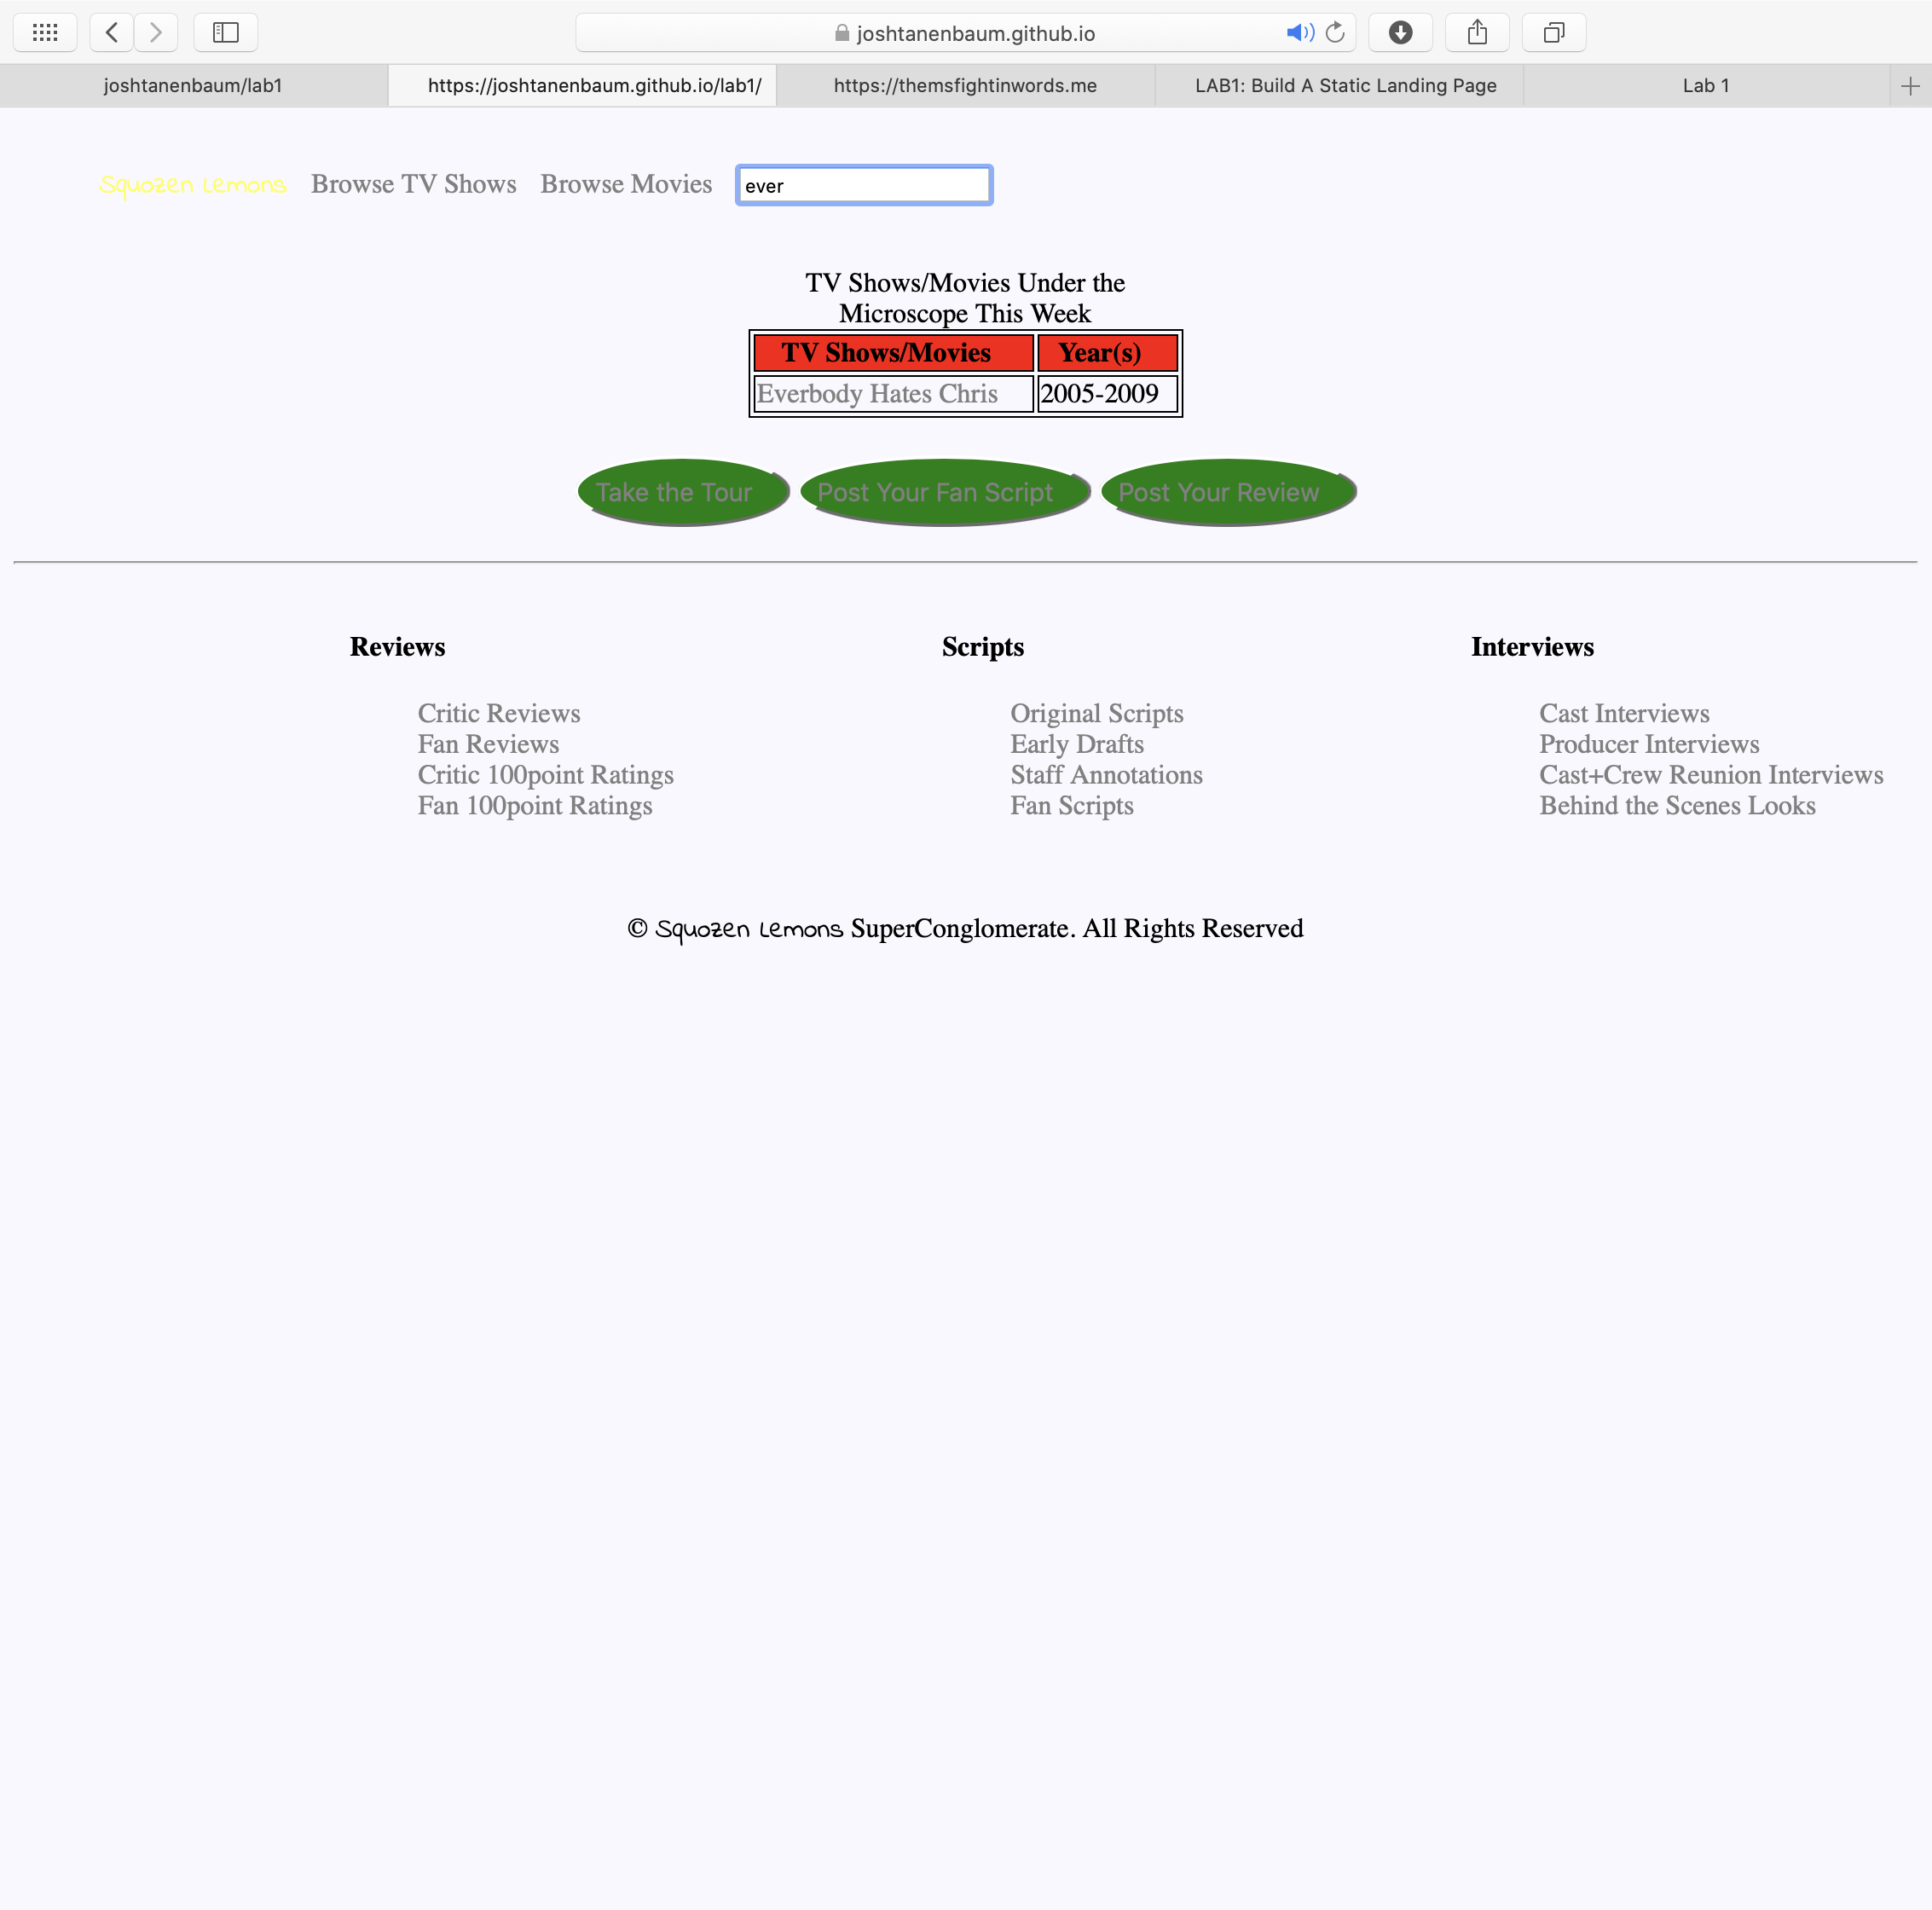 joshtanenbaum.github.io
joshtanenbaum/lab1
https://joshtanenbaum.github.io/lab1/
https://themsfightinwords.me
LAB1: Build A Static Landing Page
Lab 1
Squozen Lemons Browse TV Shows Browse Movies ever
TV Shows/Movies Under the
Microscope This Week
TV Shows/Movies Year(s)
Everbody Hates Chris 2005-2009
Take the Tour Post Your Fan Script Post Your Review
Reviews
Critic Reviews
Fan Reviews
Critic 100point Ratings
Fan 100point Ratings
Scripts
Original Scripts
Early Drafts
Staff Annotations
Fan Scripts
Interviews
Cast Interviews
Producer Interviews
Cast+Crew Reunion Interviews
Behind the Scenes Looks
© Squozen Lemons SuperConglomerate. All Rights Reserved